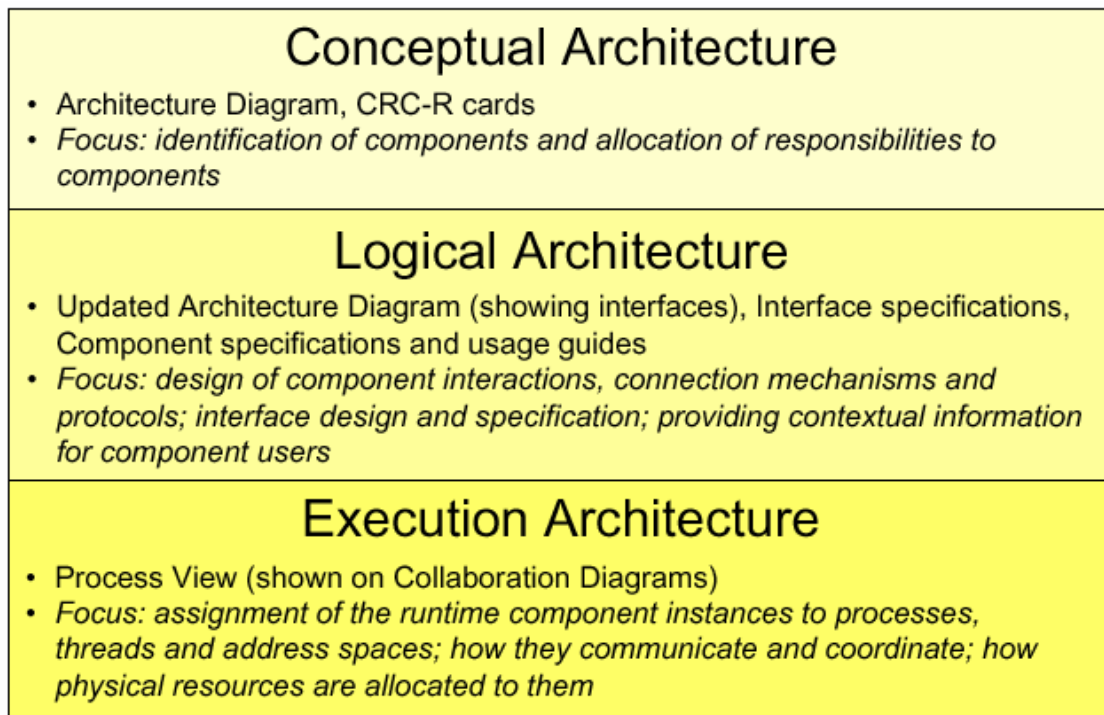 Conceptual Architecture
• Architecture Diagram, CRC-R cards
• Focus: identification of components and allocation of responsibilities to
components
Logical Architecture
• Updated Architecture Diagram (showing interfaces), Interface specifications,
Component specifications and usage guides
• Focus: design of component interactions, connection mechanisms and
protocols; interface design and specification; providing contextual information
for component users
Execution Architecture
• Process View (shown on Collaboration Diagrams)
• Focus: assignment of the runtime component instances to processes,
threads and address spaces; how they communicate and coordinate; how
physical resources are allocated to them